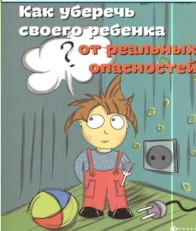 Как уберечь
своего ребенка
от реальных
опасностей
?